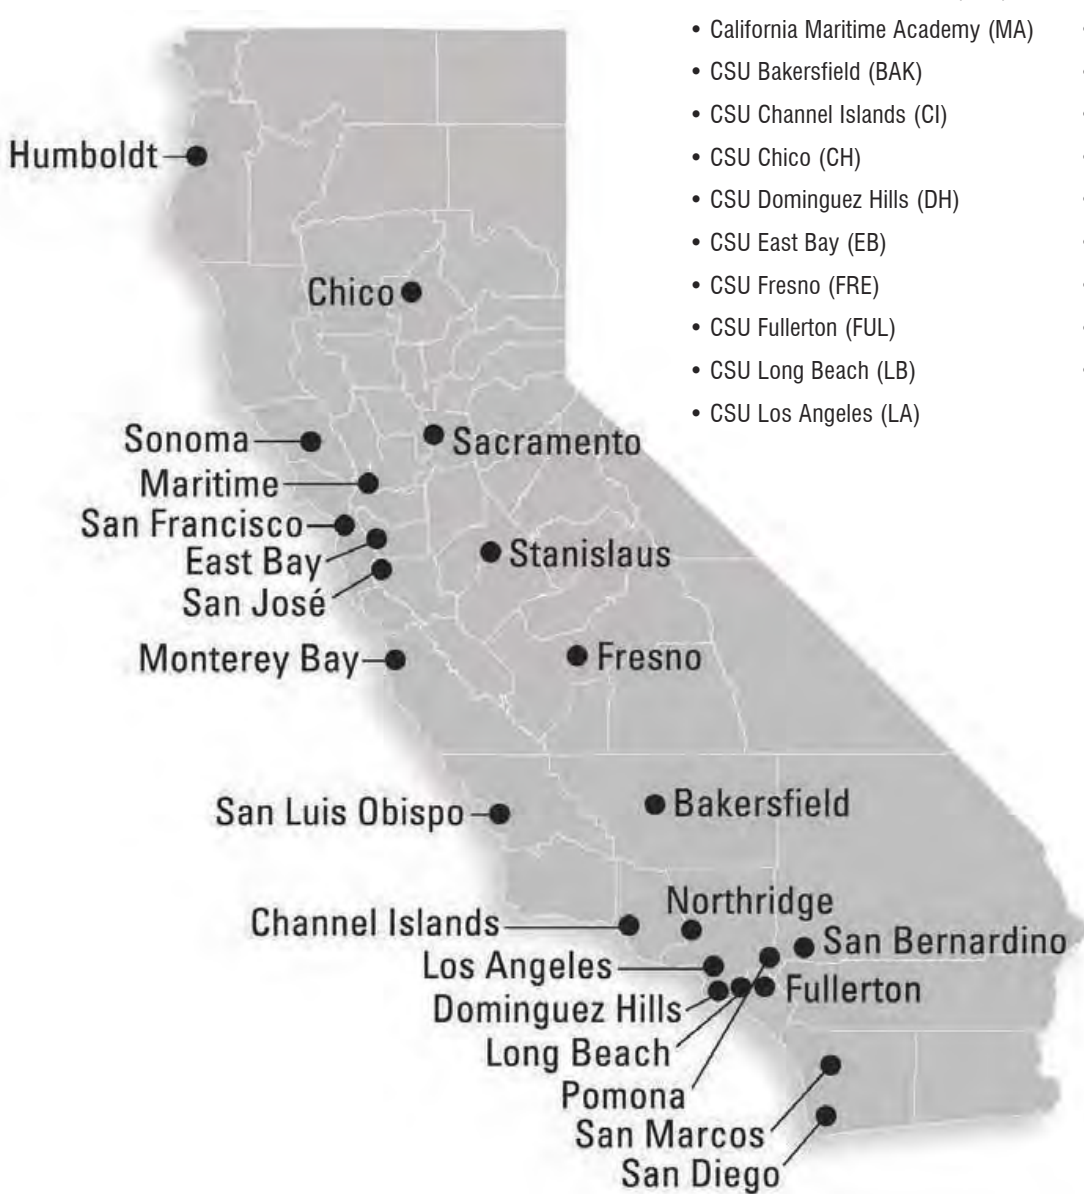 • California Maritime Academy (MA)
• CSU Bakersfield (BAK)
• CSU Channel Islands (CI)
• CSU Chico (CH)
• CSU Dominguez Hills (DH)
• CSU East Bay (EB)
• CSU Fresno (FRE)
• CSU Fullerton (FUL)
• CSU Long Beach (LB)
• CSU Los Angeles (LA)
Humboldt
Chico
Sonoma
Sacramento
Maritime
San Francisco
East Bay
Stanislaus
San José
Monterey Bay
Fresno
San Luis Obispo
Bakersfield
Northridge
Channel Islands
San Bernardino
Los Angeles
Fullerton
Dominguez Hills
Long Beach
Pomona
San Marcos
San Diego